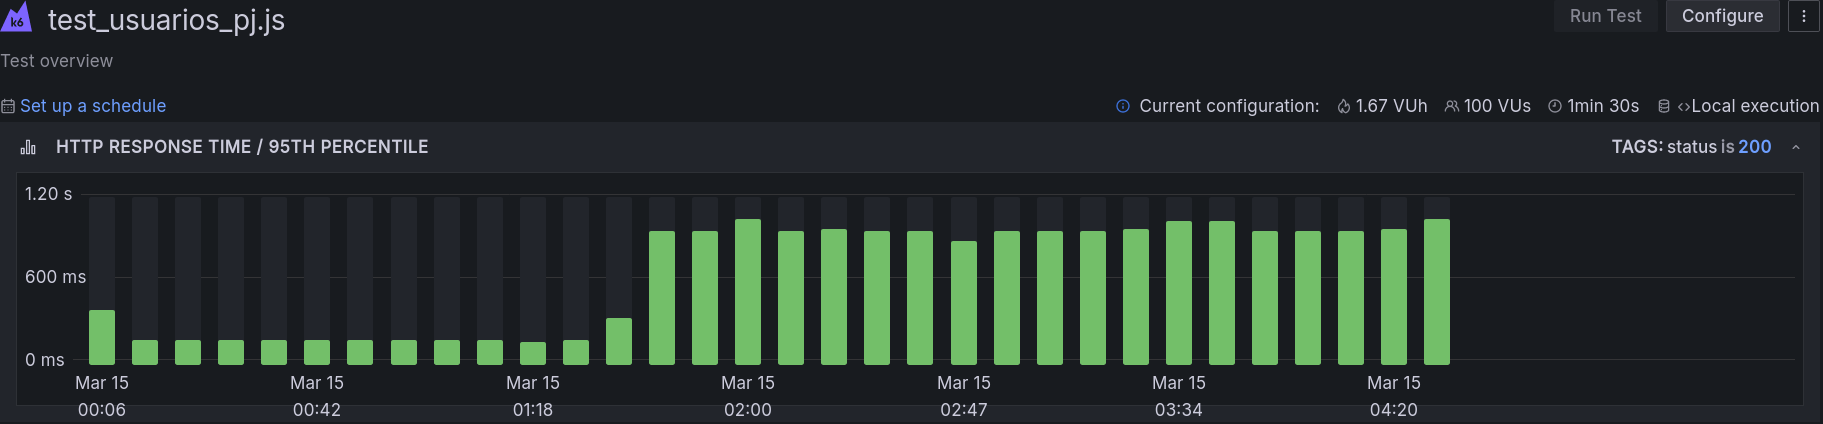 k6 test_usuarios_pj.js Run Test Configure
Test overview
Set up a schedule Current configuration: 1.67 VUh 100 VUs 1min 30s Local execution
HTTP RESPONSE TIME / 95TH PERCENTILE TAGS: status is 200
1.20 s
600 ms
0 ms
Mar 15 Mar 15 Mar 15 Mar 15 Mar 15 Mar 15 Mar 15
00:06 00:42 01:18 02:00 02:47 03:34 04:20